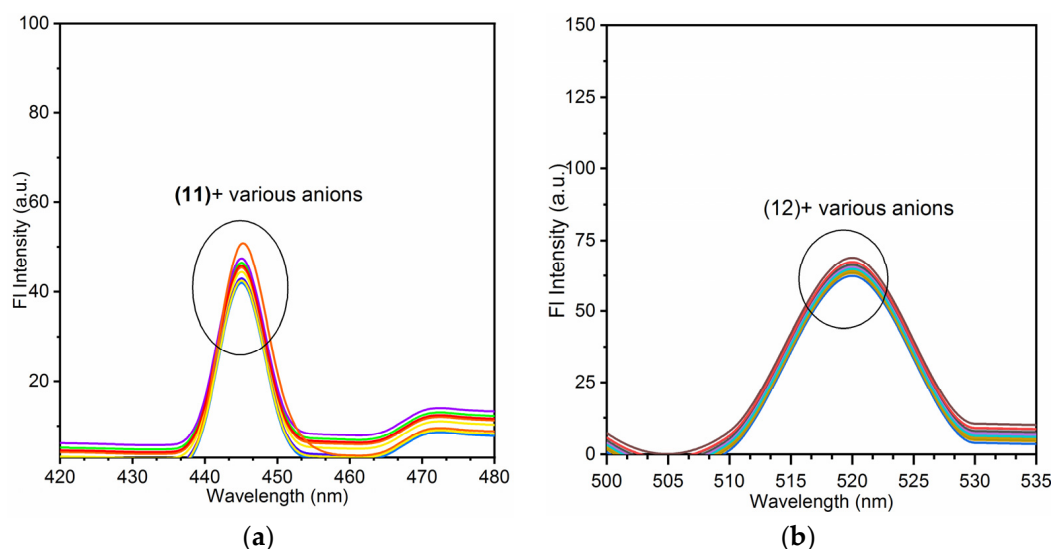 100
80
60
40
20
FI Intensity (a.u.)
(11)+ various anions
420 430 440 450 460 470 480
Wavelength (nm)
(a)
150
125
100
75
50
25
0
FI Intensity (a.u.)
(12)+ various anions
500 505 510 515 520 525 530 535
Wavelength (nm)
(b)